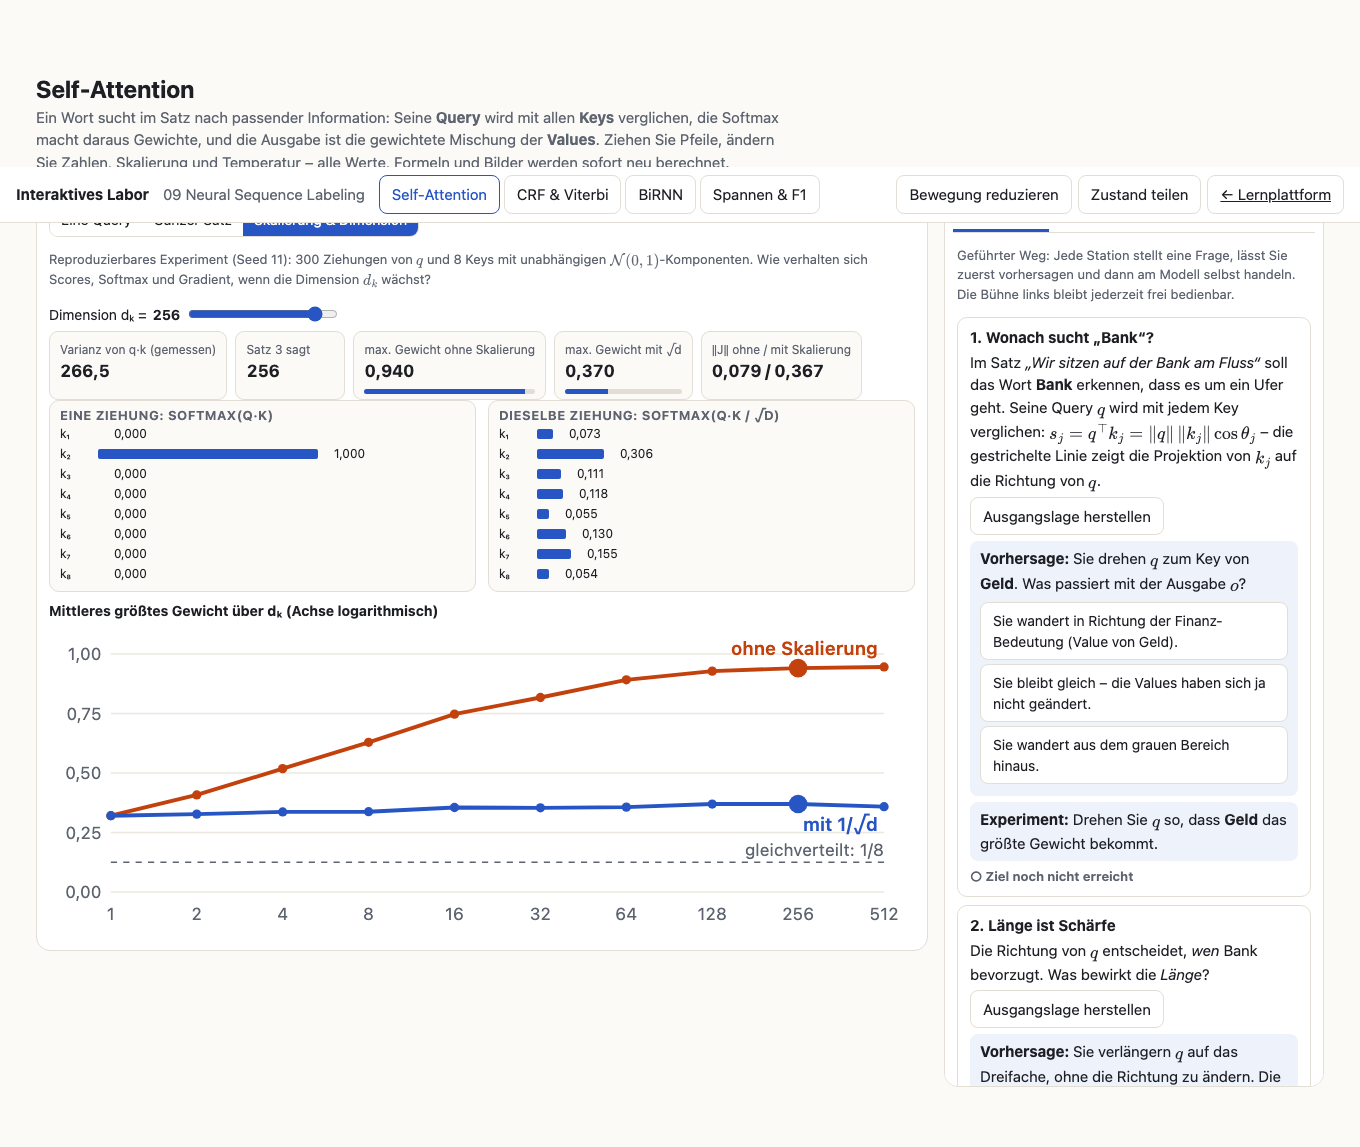 Self-Attention
Ein Wort sucht im Satz nach passender Information: Seine Query wird mit allen Keys verglichen, die Softmax
macht daraus Gewichte, und die Ausgabe ist die gewichtete Mischung der Values. Ziehen Sie Pfeile, ändern
Sie Zahlen, Skalierung und Temperatur – alle Werte, Formeln und Bilder werden sofort neu berechnet.
Interaktives Labor 09 Neural Sequence Labeling Self-Attention CRF & Viterbi BiRNN Spannen & F1 Bewegung reduzieren Zustand teilen ← Lernplattform
Eine Query Ganzer Satz Skalierung & Dimension
Reproduzierbares Experiment (Seed 11): 300 Ziehungen von q und 8 Keys mit unabhängigen 𝒩(0, 1)-Komponenten. Wie verhalten sich
Scores, Softmax und Gradient, wenn die Dimension dₖ wächst?
Dimension dₖ = 256
Varianz von q·k (gemessen)
266,5
Satz 3 sagt
256
max. Gewicht ohne Skalierung
0,940
max. Gewicht mit √d
0,370
‖J‖ ohne / mit Skalierung
0,079 / 0,367
EINE ZIEHUNG: SOFTMAX(Q·K)
k₁ 0,000
k₂ 1,000
k₃ 0,000
k₄ 0,000
k₅ 0,000
k₆ 0,000
k₇ 0,000
k₈ 0,000
DIESELBE ZIEHUNG: SOFTMAX(Q·K / √D)
k₁ 0,073
k₂ 0,306
k₃ 0,111
k₄ 0,118
k₅ 0,055
k₆ 0,130
k₇ 0,155
k₈ 0,054
Mittleres größtes Gewicht über dₖ (Achse logarithmisch)
1,00
0,75
0,50
0,25
0,00
ohne Skalierung
mit 1/√d
gleichverteilt: 1/8
1 2 4 8 16 32 64 128 256 512
Geführter Weg: Jede Station stellt eine Frage, lässt Sie
zuerst vorhersagen und dann am Modell selbst handeln.
Die Bühne links bleibt jederzeit frei bedienbar.
1. Wonach sucht „Bank“?
Im Satz „Wir sitzen auf der Bank am Fluss“ soll
das Wort Bank erkennen, dass es um ein Ufer
geht. Seine Query q wird mit jedem Key
verglichen: sⱼ = q⊤kⱼ = ‖q‖ ‖kⱼ‖ cos θⱼ – die
gestrichelte Linie zeigt die Projektion von kⱼ auf
die Richtung von q.
Ausgangslage herstellen
Vorhersage: Sie drehen q zum Key von
Geld. Was passiert mit der Ausgabe o?
Sie wandert in Richtung der Finanz-
Bedeutung (Value von Geld).
Sie bleibt gleich – die Values haben sich ja
nicht geändert.
Sie wandert aus dem grauen Bereich
hinaus.
Experiment: Drehen Sie q so, dass Geld das
größte Gewicht bekommt.
○ Ziel noch nicht erreicht
2. Länge ist Schärfe
Die Richtung von q entscheidet, wen Bank
bevorzugt. Was bewirkt die Länge?
Ausgangslage herstellen
Vorhersage: Sie verlängern q auf das
Dreifache, ohne die Richtung zu ändern. Die